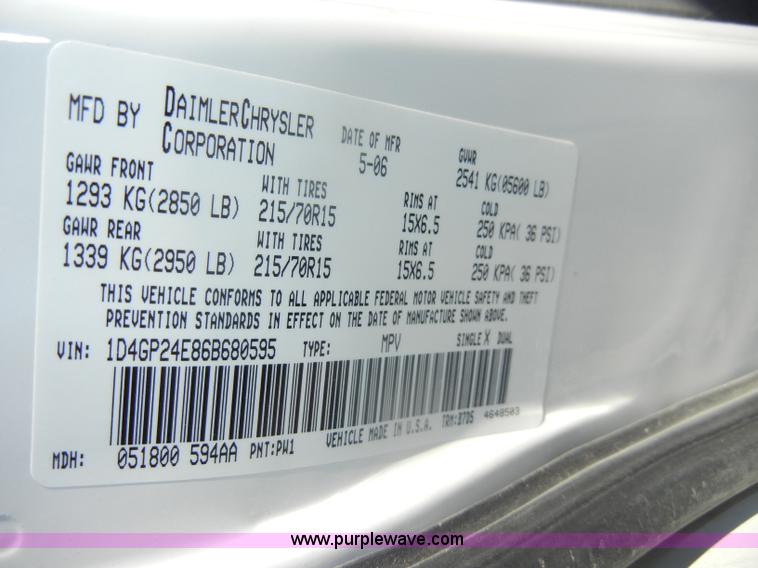 MFD BY DAIMLERCHRYSLER CORPORATION DATE OF MFR 5-06 GVWR 2541 KG(05600 LB)
GAWR FRONT 1293 KG(2850 LB) WITH TIRES 215/70R15 RIMS AT 15X6.5 COLD 250 KPA( 36 PSI)
GAWR REAR 1339 KG(2950 LB) WITH TIRES 215/70R15 RIMS AT 15X6.5 COLD 250 KPA( 36 PSI)
THIS VEHICLE CONFORMS TO ALL APPLICABLE FEDERAL MOTOR VEHICLE SAFETY AND THEFT
PREVENTION STANDARDS IN EFFECT ON THE DATE OF MANUFACTURE SHOWN ABOVE.
VIN: 1D4GP24E86B680595 TYPE: MPV SINGLE X DUAL
MDH: 051800 594AA PNT:PW1 VEHICLE MADE IN U.S.A. 4648503
www.purplewave.com